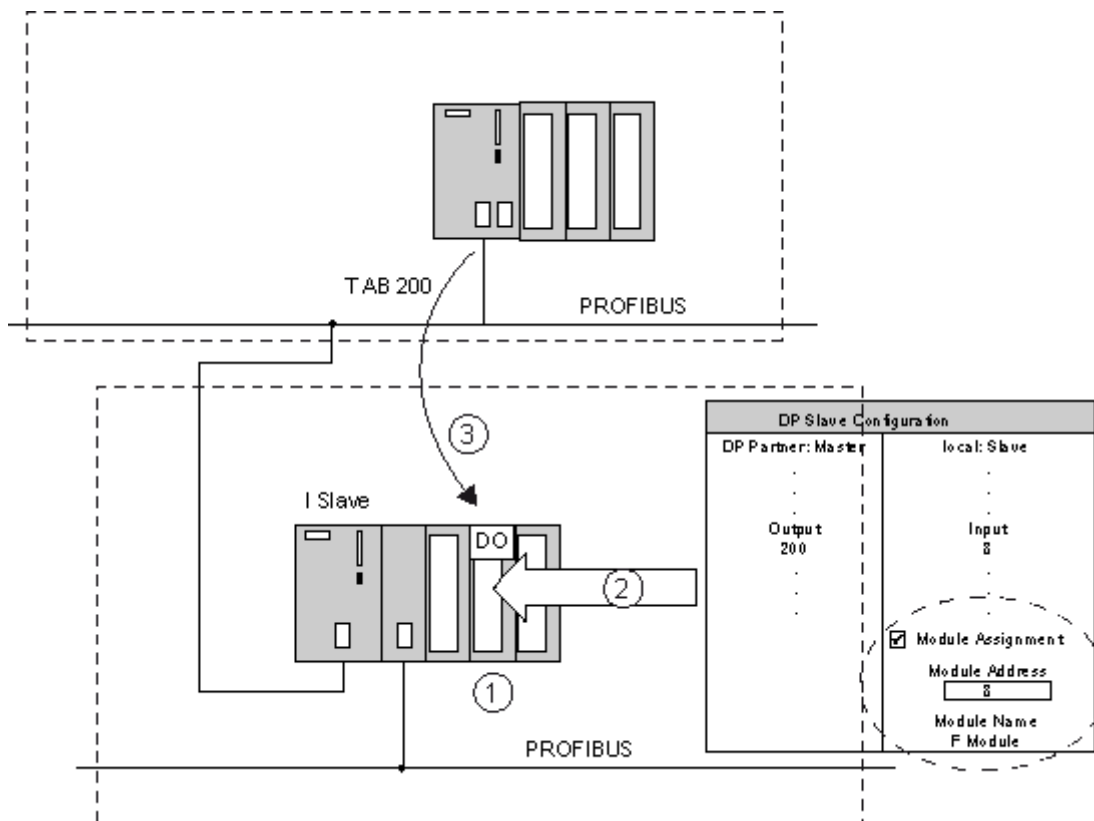 TAB 200
PROFIBUS
3
DP Slave Configuration
DP Partner: Master
local: Slave
Output
200
Input
8
I Slave
DO
2
Module Assignment
Module Address
8
1
Module Name
F Module
PROFIBUS